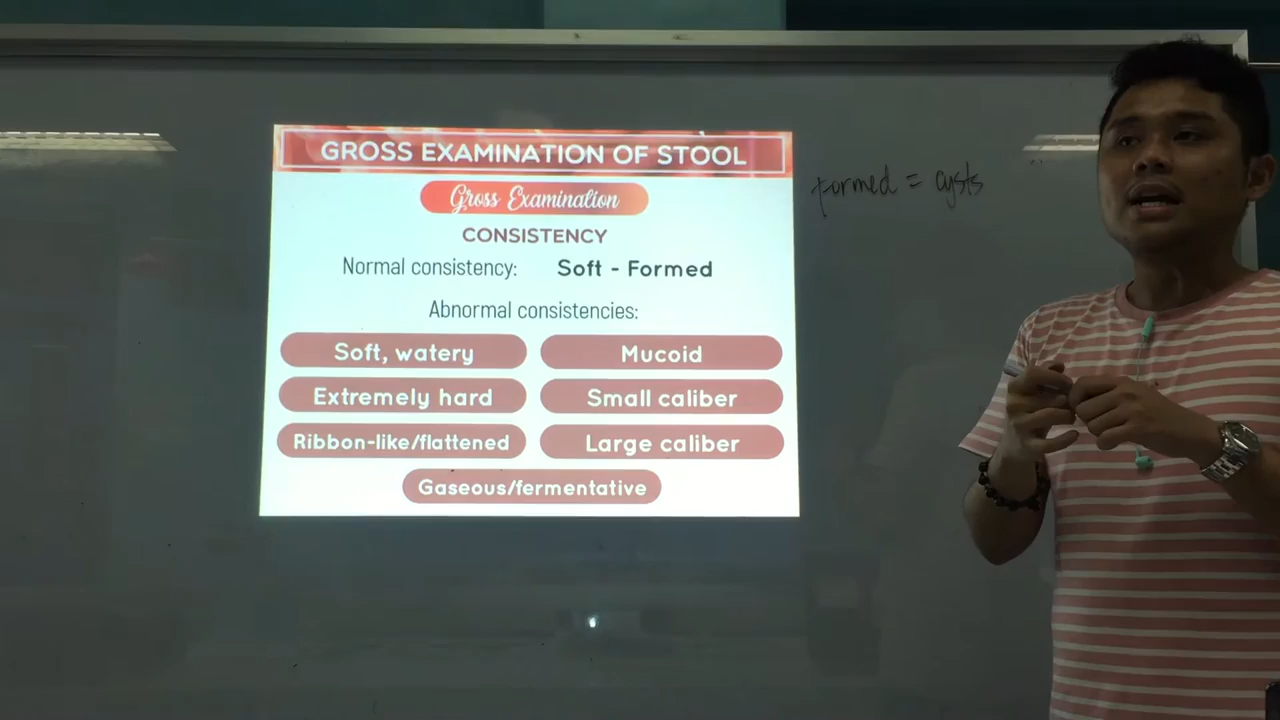 GROSS EXAMINATION OF STOOL
Gross Examination
CONSISTENCY
Normal consistency: Soft - Formed
Abnormal consistencies:
Soft, watery Mucoid
Extremely hard Small caliber
Ribbon-like/flattened Large caliber
Gaseous/fermentative
Formed = cysts